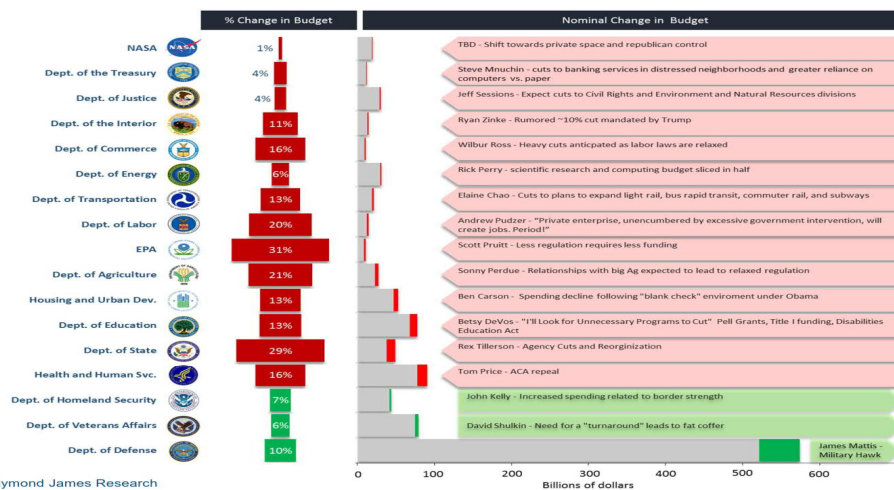 % Change in Budget
Nominal Change in Budget
NASA
NASA
1%
TBD - Shift towards private space and republican control
Dept. of the Treasury
4%
Steve Mnuchin - cuts to banking services in distressed neighborhoods and greater reliance on
computers vs. paper
Dept. of Justice
4%
Jeff Sessions - Expect cuts to Civil Rights and Environment and Natural Resources divisions
Dept. of the Interior
11%
Ryan Zinke - Rumored ~10% cut mandated by Trump
Dept. of Commerce
16%
Wilbur Ross - Heavy cuts anticpated as labor laws are relaxed
Dept. of Energy
6%
Rick Perry - scientific research and computing budget sliced in half
Dept. of Transportation
13%
Elaine Chao - Cuts to plans to expand light rail, bus rapid transit, commuter rail, and subways
Dept. of Labor
20%
Andrew Pudzer - "Private enterprise, unencumbered by excessive government intervention, will
create jobs. Period!"
EPA
31%
Scott Pruitt - Less regulation requires less funding
Dept. of Agriculture
21%
Sonny Perdue - Relationships with big Ag expected to lead to relaxed regulation
Housing and Urban Dev.
13%
Ben Carson - Spending decline following "blank check" enviroment under Obama
Dept. of Education
13%
Betsy DeVos - "I'll Look for Unnecessary Programs to Cut" Pell Grants, Title I funding, Disabilities
Education Act
Dept. of State
29%
Rex Tillerson - Agency Cuts and Reorginization
Health and Human Svc.
16%
Tom Price - ACA repeal
Dept. of Homeland Security
7%
John Kelly - Increased spending related to border strength
Dept. of Veterans Affairs
6%
David Shulkin - Need for a "turnaround" leads to fat coffer
Dept. of Defense
10%
James Mattis -
Military Hawk
0 100 200 300 400 500 600
Billions of dollars
ymond James Research